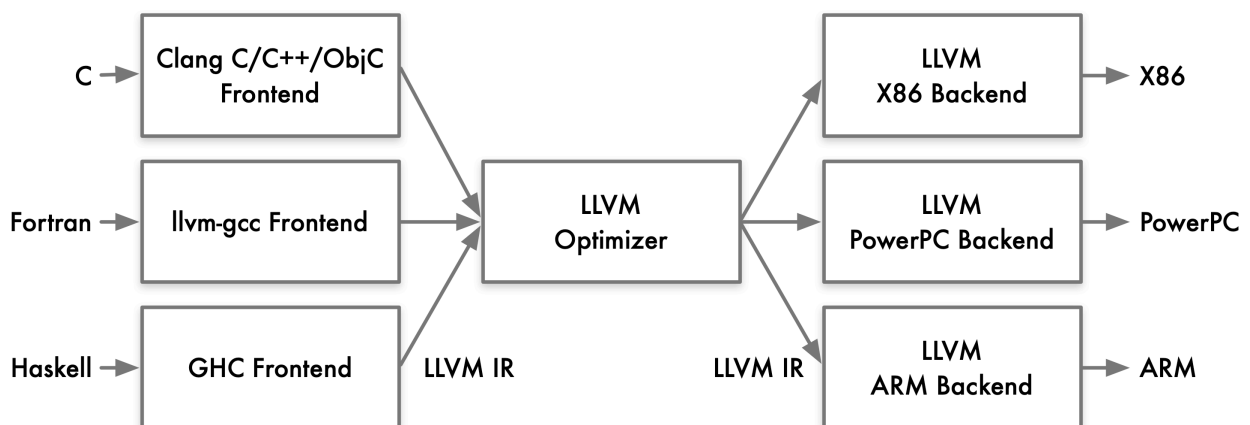 C
Clang C/C++/ObjC
Frontend
LLVM
X86 Backend
X86
Fortran
llvm-gcc Frontend
LLVM
Optimizer
LLVM
PowerPC Backend
PowerPC
Haskell
GHC Frontend
LLVM IR
LLVM IR
LLVM
ARM Backend
ARM